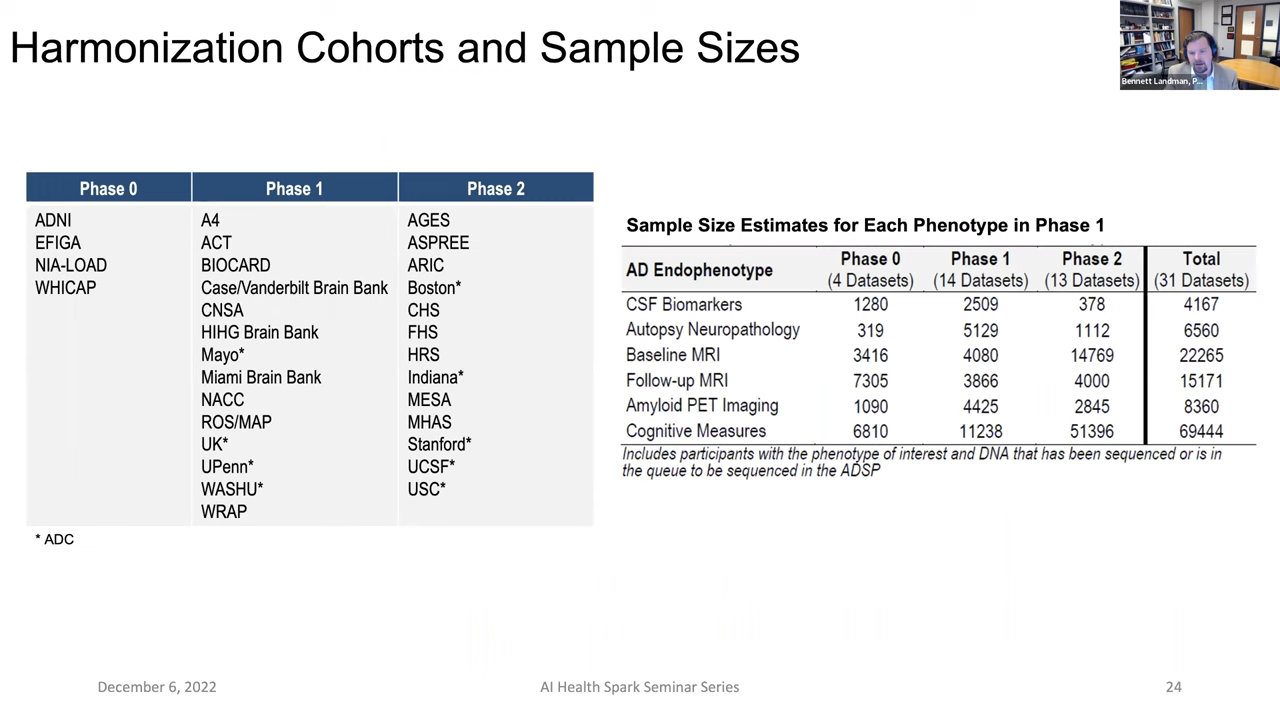 Harmonization Cohorts and Sample Sizes
Bennett Landman, P...
Phase 0 Phase 1 Phase 2
ADNI A4 AGES
EFIGA ACT ASPREE
NIA-LOAD BIOCARD ARIC
WHICAP Case/Vanderbilt Brain Bank Boston*
CNSA CHS
HIHG Brain Bank FHS
Mayo* HRS
Miami Brain Bank Indiana*
NACC MESA
ROS/MAP MHAS
UK* Stanford*
UPenn* UCSF*
WASHU* USC*
WRAP
* ADC
Sample Size Estimates for Each Phenotype in Phase 1
AD Endophenotype Phase 0 Phase 1 Phase 2 Total
(4 Datasets) (14 Datasets) (13 Datasets) (31 Datasets)
CSF Biomarkers 1280 2509 378 4167
Autopsy Neuropathology 319 5129 1112 6560
Baseline MRI 3416 4080 14769 22265
Follow-up MRI 7305 3866 4000 15171
Amyloid PET Imaging 1090 4425 2845 8360
Cognitive Measures 6810 11238 51396 69444
Includes participants with the phenotype of interest and DNA that has been sequenced or is in
the queue to be sequenced in the ADSP
December 6, 2022 AI Health Spark Seminar Series 24